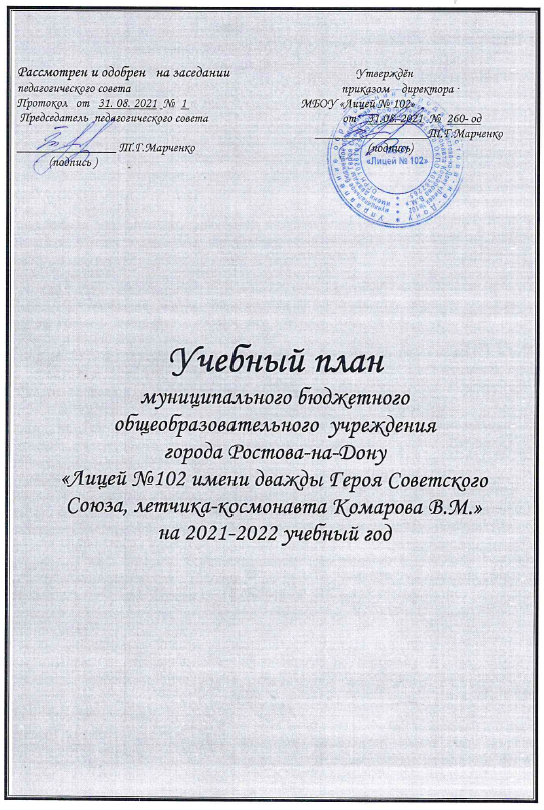 Рассмотрен и одобрен на заседании
педагогического совета
Протокол от 31. 08. 2021 № 1
Председатель педагогического совета
Т.Г.Марченко
(подпись )
Утверждён
приказом директора
МБОУ «Лицей № 102»
от 31.08-2021 № 260- од
Т.Г.Марченко
(подпись)
«Лицей № 102»
Учебный план
муниципального бюджетного
общеобразовательного учреждения
города Ростова-на-Дону
«Лицей №102 имени дважды Героя Советского
Союза, летчика-космонавта Комарова В.М.»
на 2021-2022 учебный год